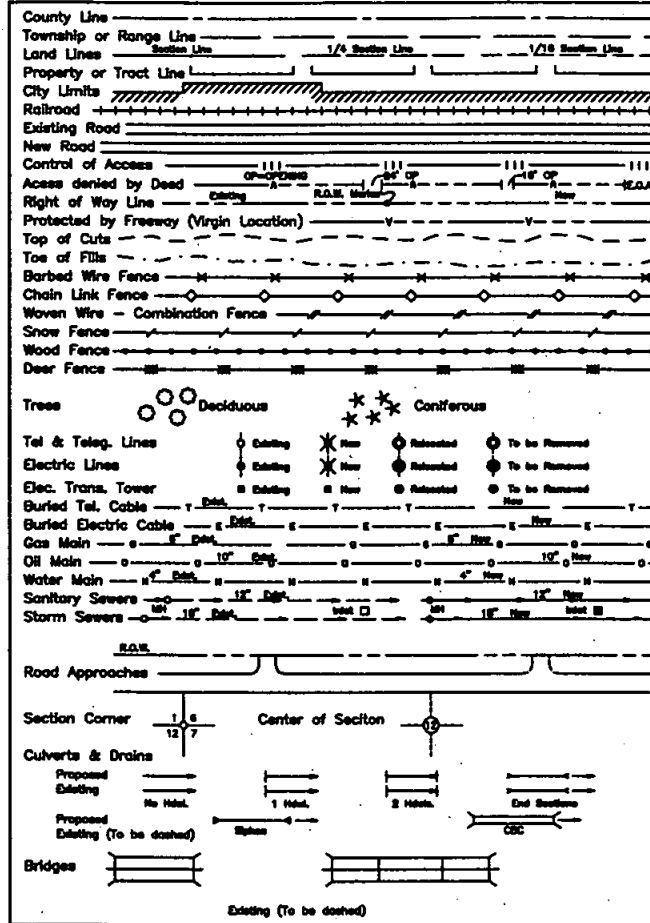 County Line
Township or Range Line
Land Lines Section Line 1/4 Section Line 1/16 Section Line
Property or Tract Line
City Limits
Railroad
Existing Road
New Road
Control of Access
OP=OPENING 24' OP 16' OP
Acess denied by Deed A A A E.O.A
Right of Way Line Existing R.O.W. Marker New
Protected by Freeway (Virgin Location) V V
Top of Cuts
Toe of Fills
Barbed Wire Fence
Chain Link Fence
Woven Wire - Combination Fence
Snow Fence
Wood Fence
Deer Fence
Trees Deciduous Coniferous
Tel & Teleg. Lines Existing New Relocated To be Removed
Electric Lines Existing New Relocated To be Removed
Elec. Trans. Tower Existing New Relocated To be Removed
Buried Tel. Cable T Exist. T T T New T
Buried Electric Cable E Exist. E E E E New E
Gas Main G 6" Exist. G G G 6" New G G
Oil Main O 10" Exist. O O O O 10" New O
Water Main 4" Exist. 4" New
Sanitary Sewers 12" Exist. 12" New
MH Inlet MH Inlet
Storm Sewers 18" Exist. 18" New
R.O.W.
Road Approaches
Section Corner 1 6 12 7 Center of Seciton 12
Culverts & Drains
Proposed
Existing
No Hdwl. 1 Hdwl. 2 Hdwls. End Sections
Proposed
Existing (To be dashed) Siphon CBC
Bridges
Existing (To be dashed)